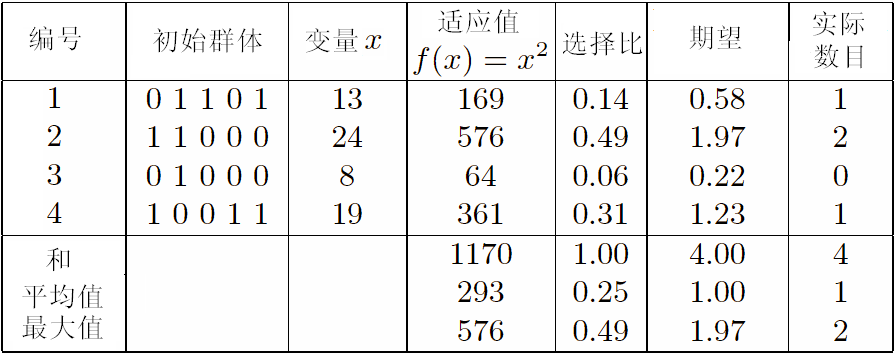 编号 初始群体 变量 x 适应值 f(x) = x² 选择比 期望 实际数目
1 0 1 1 0 1 13 169 0.14 0.58 1
2 1 1 0 0 0 24 576 0.49 1.97 2
3 0 1 0 0 0 8 64 0.06 0.22 0
4 1 0 0 1 1 19 361 0.31 1.23 1
和 1170 1.00 4.00 4
平均值 293 0.25 1.00 1
最大值 576 0.49 1.97 2